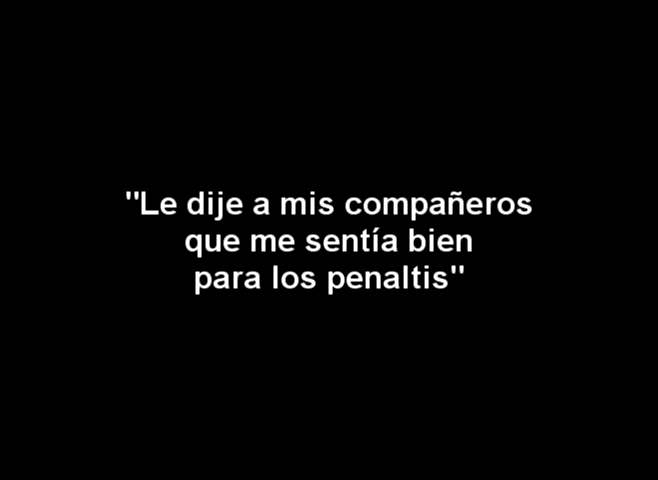 "Le dije a mis compañeros
que me sentía bien
para los penaltis"